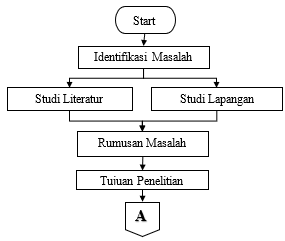 Start
Identifikasi Masalah
Studi Literatur
Studi Lapangan
Rumusan Masalah
Tujuan Penelitian
A